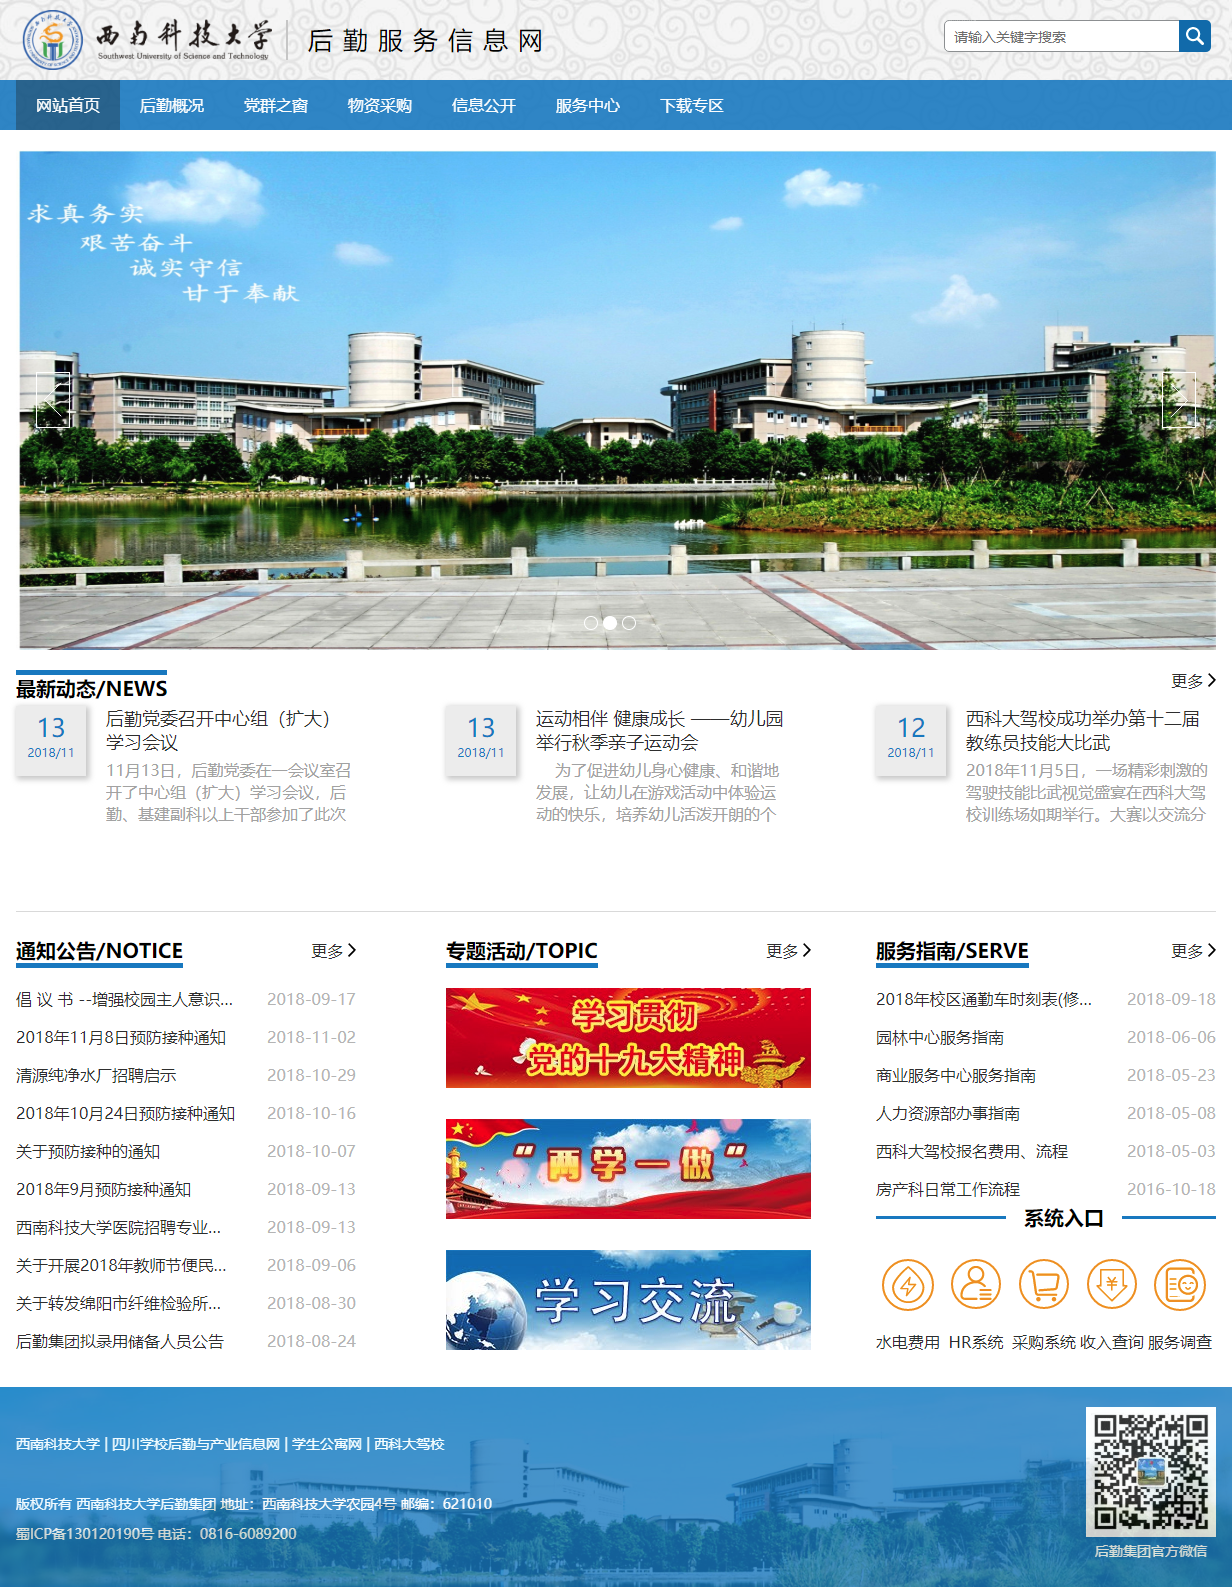 西南科技大学
Southwest University of Science and Technology
后勤服务信息网
请输入关键字搜索
网站首页 后勤概况 党群之窗 物资采购 信息公开 服务中心 下载专区
求真务实
艰苦奋斗
诚实守信
甘于奉献
最新动态/NEWS
更多
13
2018/11
后勤党委召开中心组（扩大）
学习会议
11月13日，后勤党委在一会议室召
开了中心组（扩大）学习会议，后
勤、基建副科以上干部参加了此次
13
2018/11
运动相伴 健康成长 ——幼儿园
举行秋季亲子运动会
为了促进幼儿身心健康、和谐地
发展，让幼儿在游戏活动中体验运
动的快乐，培养幼儿活泼开朗的个
12
2018/11
西科大驾校成功举办第十二届
教练员技能大比武
2018年11月5日，一场精彩刺激的
驾驶技能比武视觉盛宴在西科大驾
校训练场如期举行。大赛以交流分
通知公告/NOTICE
更多
倡 议 书 --增强校园主人意识... 2018-09-17
2018年11月8日预防接种通知 2018-11-02
清源纯净水厂招聘启示 2018-10-29
2018年10月24日预防接种通知 2018-10-16
关于预防接种的通知 2018-10-07
2018年9月预防接种通知 2018-09-13
西南科技大学医院招聘专业... 2018-09-13
关于开展2018年教师节便民... 2018-09-06
关于转发绵阳市纤维检验所... 2018-08-30
后勤集团拟录用储备人员公告 2018-08-24
专题活动/TOPIC
更多
学习贯彻
党的十九大精神
“两学一做”
学习交流
服务指南/SERVE
更多
2018年校区通勤车时刻表(修... 2018-09-18
园林中心服务指南 2018-06-06
商业服务中心服务指南 2018-05-23
人力资源部办事指南 2018-05-08
西科大驾校报名费用、流程 2018-05-03
房产科日常工作流程 2016-10-18
系统入口
水电费用 HR系统 采购系统 收入查询 服务调查
西南科技大学 | 四川学校后勤与产业信息网 | 学生公寓网 | 西科大驾校
版权所有 西南科技大学后勤集团 地址：西南科技大学农园4号 邮编：621010
蜀ICP备130120190号 电话：0816-6089200
后勤集团官方微信